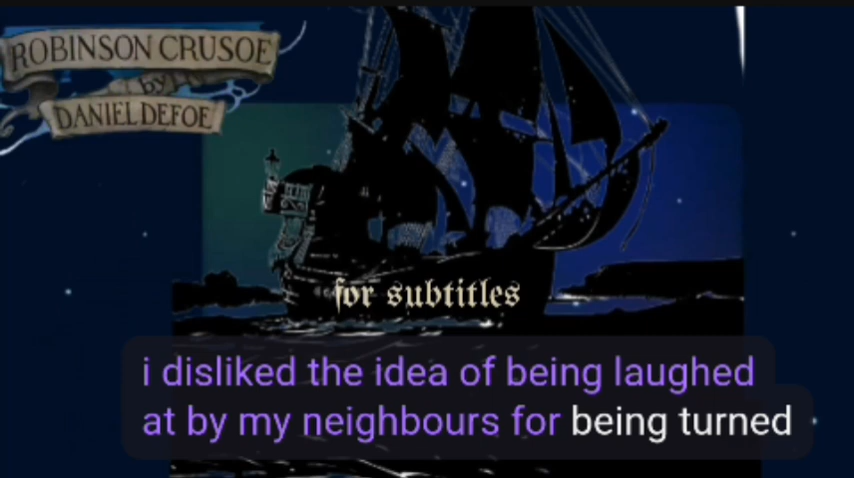 ROBINSON CRUSOE
by
DANIEL DEFOE
for subtitles
i disliked the idea of being laughed
at by my neighbours for being turned